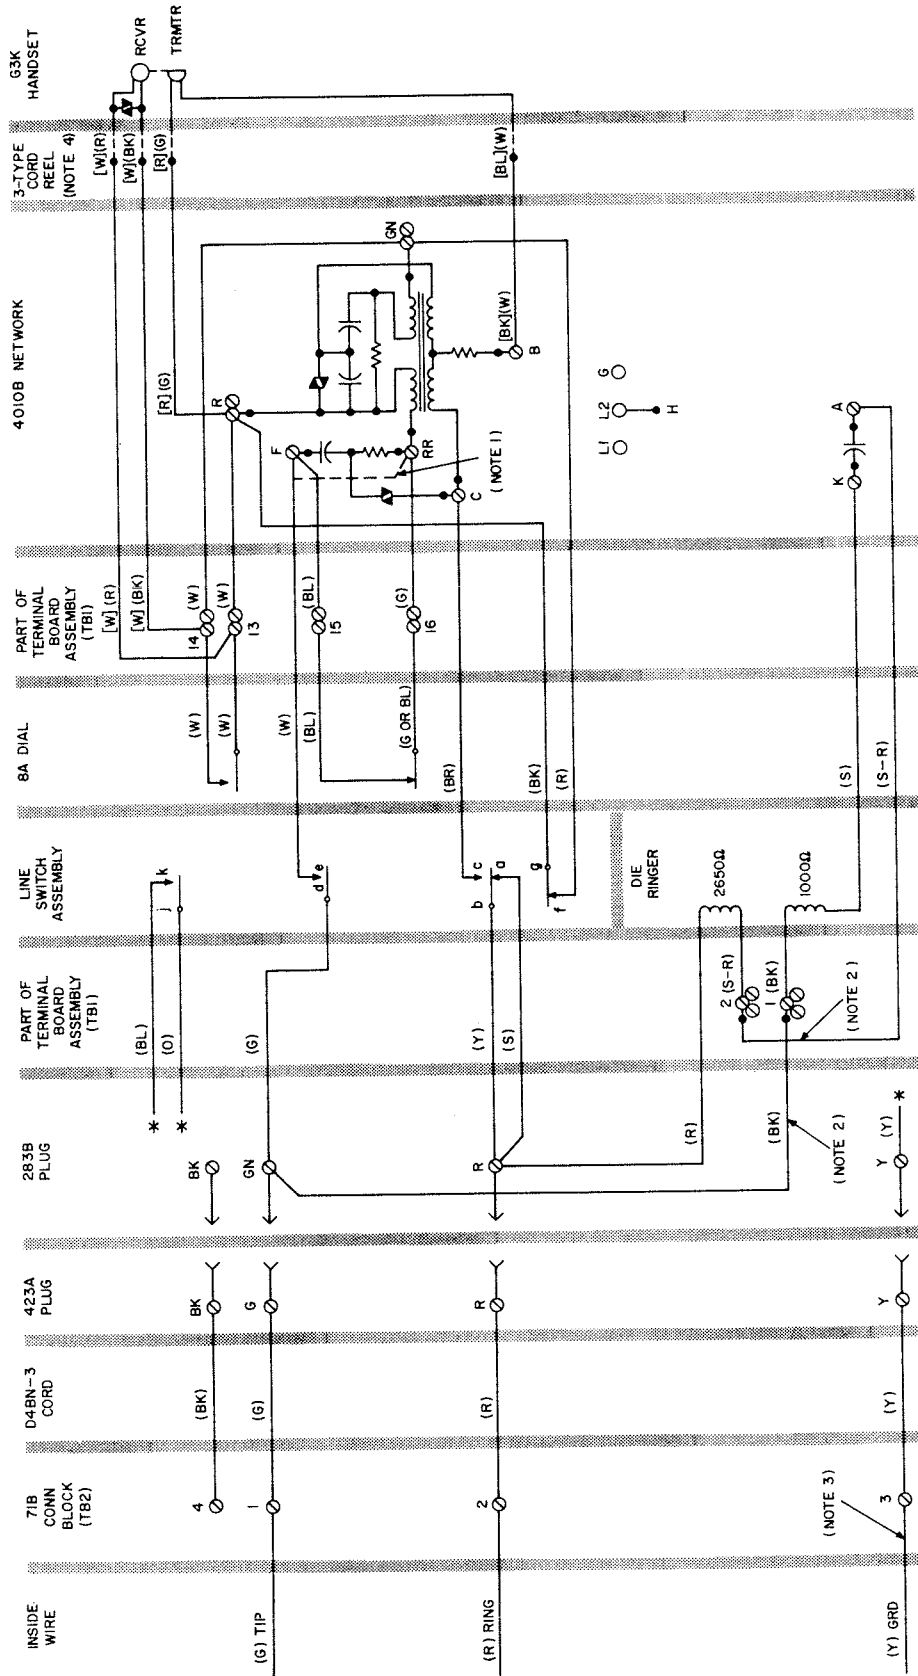 INSIDE
WIRE
71B
CONN
BLOCK
(TB2)
D4BN-3
CORD
423A
PLUG
283B
PLUG
PART OF
TERMINAL
BOARD
ASSEMBLY
(TB1)
LINE
SWITCH
ASSEMBLY
8A DIAL
PART OF
TERMINAL
BOARD
ASSEMBLY
(TB1)
4010B NETWORK
3-TYPE
CORD
REEL
(NOTE 4)
G3K
HANDSET
[W](R)
[W](R)
RCVR
[W](BK)
[W](BK)
TRMTR
[R](G)
[R](G)
(BL)
k
(O)
j
* *
4
(BK)
BK
BK
(W)
14
(W)
(W)
13
(W)
R
GN
(G) TIP
1
(G)
G
GN
(G)
d
e
(W)
F
(BL)
15
(BL)
(G OR BL)
16
(G)
RR
(NOTE 1)
C
(BR)
[BK](W)
[BL](W)
B
(R) RING
2
(R)
R
R
(Y)
(S)
b
c
a
f
g
(BK)
(R)
L1
L2
G
H
DIE
RINGER
(R)
2650Ω
2 (S-R)
1 (BK)
1000Ω
(BK)
(NOTE 2)
(NOTE 2)
(S)
(S-R)
K
A
(NOTE 3)
(Y) GRD
3
(Y)
Y
Y
(Y)
*